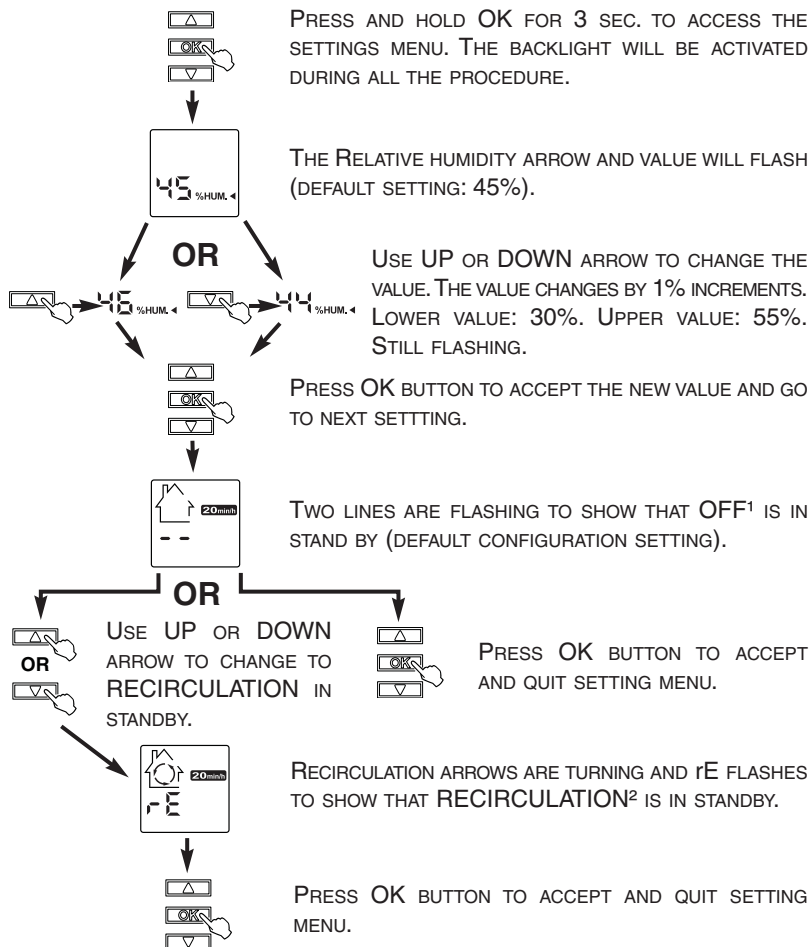 OK
PRESS AND HOLD OK FOR 3 SEC. TO ACCESS THE
SETTINGS MENU. THE BACKLIGHT WILL BE ACTIVATED
DURING ALL THE PROCEDURE.
45 %HUM.
THE RELATIVE HUMIDITY ARROW AND VALUE WILL FLASH
(DEFAULT SETTING: 45%).
OR
46 %HUM.
44 %HUM.
USE UP OR DOWN ARROW TO CHANGE THE
VALUE. THE VALUE CHANGES BY 1% INCREMENTS.
LOWER VALUE: 30%. UPPER VALUE: 55%.
STILL FLASHING.
OK
PRESS OK BUTTON TO ACCEPT THE NEW VALUE AND GO
TO NEXT SETTTING.
20min/h
- -
TWO LINES ARE FLASHING TO SHOW THAT OFF¹ IS IN
STAND BY (DEFAULT CONFIGURATION SETTING).
OR
OR
USE UP OR DOWN
ARROW TO CHANGE TO
RECIRCULATION IN
STANDBY.
OK
PRESS OK BUTTON TO ACCEPT
AND QUIT SETTING MENU.
20min/h
rE
RECIRCULATION ARROWS ARE TURNING AND rE FLASHES
TO SHOW THAT RECIRCULATION² IS IN STANDBY.
OK
PRESS OK BUTTON TO ACCEPT AND QUIT SETTING
MENU.